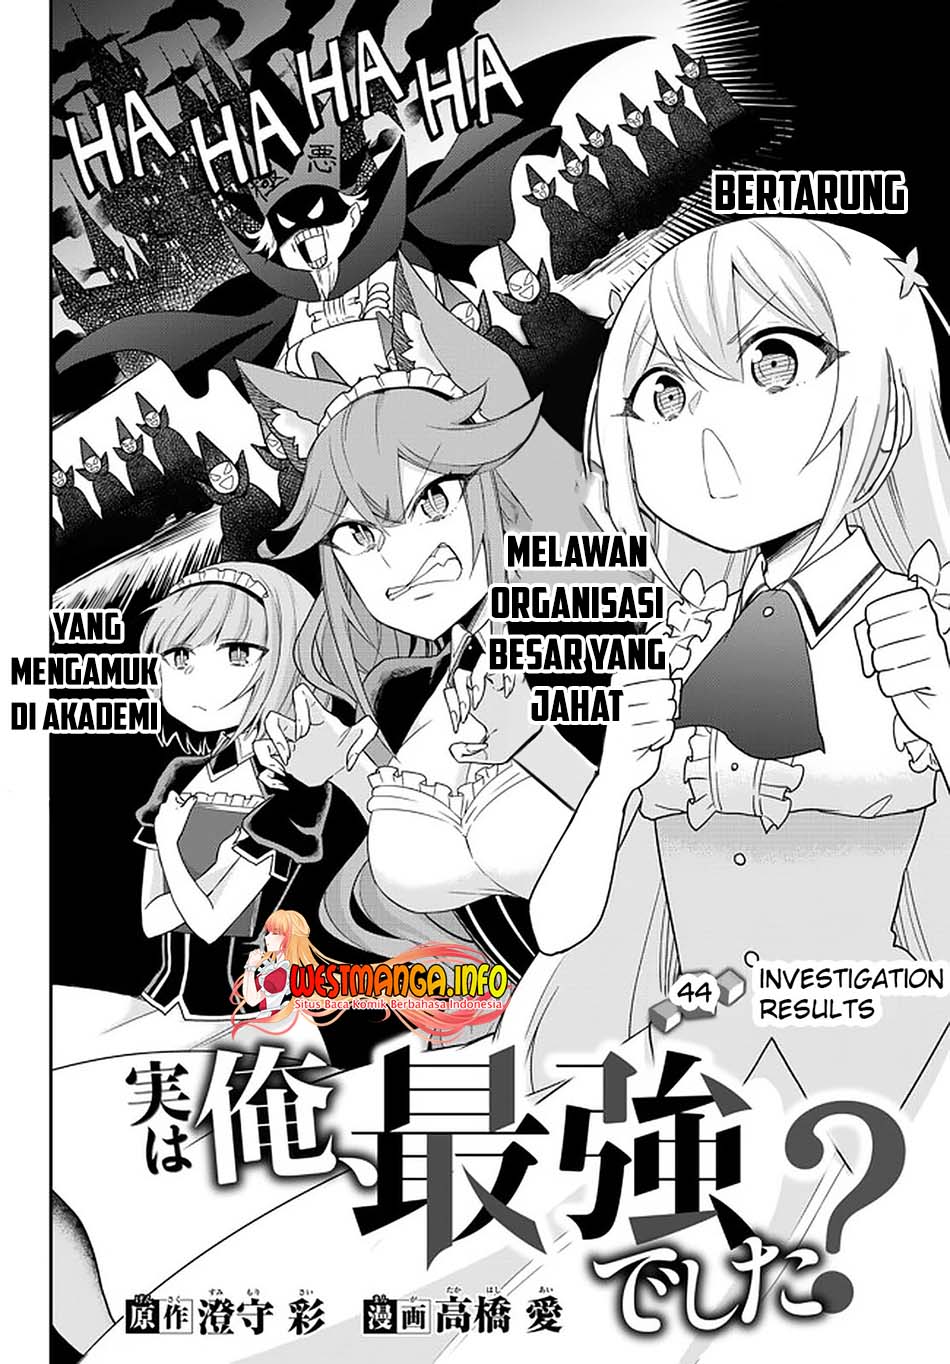 HA HA HA HA
悪
BERTARUNG
MELAWAN
ORGANISASI
BESAR YANG
JAHAT
YANG
MENGAMUK
DI AKADEMI
WESTMANGA.INFO
Situs Baca Komik Berbahasa Indonesia
44 INVESTIGATION
RESULTS
実は俺、最強でした?
原作 澄守 彩 漫画 高橋 愛